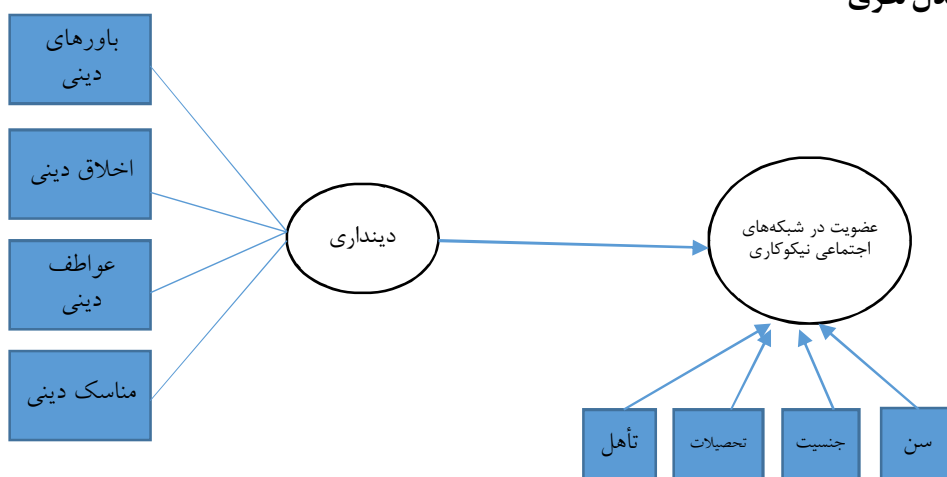 باورهای
دینی
اخلاق دینی
عواطف
دینی
مناسک دینی
دینداری
عضویت در شبکه‌های
اجتماعی نیکوکاری
سن
جنسیت
تحصیلات
تأهل